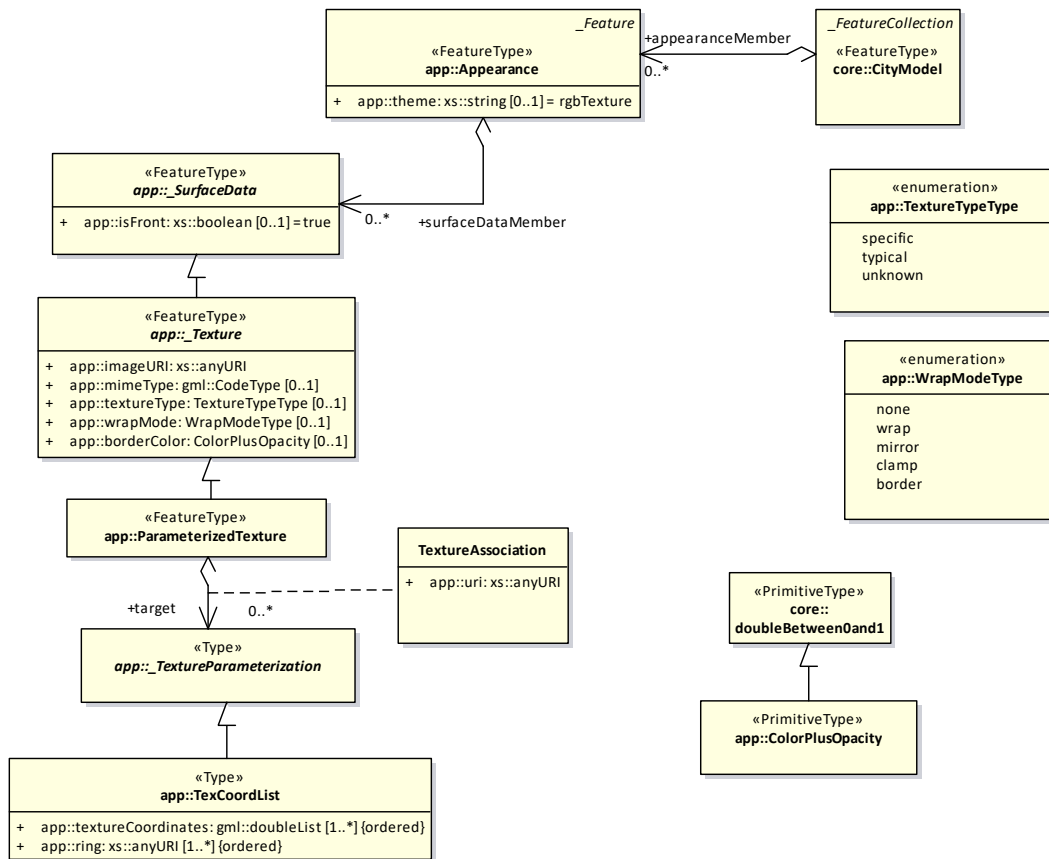 _Feature
«FeatureType»
app::Appearance
+ app::theme: xs::string [0..1] = rgbTexture
+appearanceMember
0..*
_FeatureCollection
«FeatureType»
core::CityModel
«FeatureType»
app::_SurfaceData
+ app::isFront: xs::boolean [0..1] = true
0..*
+surfaceDataMember
«enumeration»
app::TextureTypeType
specific
typical
unknown
«FeatureType»
app::_Texture
+ app::imageURI: xs::anyURI
+ app::mimeType: gml::CodeType [0..1]
+ app::textureType: TextureTypeType [0..1]
+ app::wrapMode: WrapModeType [0..1]
+ app::borderColor: ColorPlusOpacity [0..1]
«enumeration»
app::WrapModeType
none
wrap
mirror
clamp
border
«FeatureType»
app::ParameterizedTexture
TextureAssociation
+ app::uri: xs::anyURI
+target
0..*
«Type»
app::_TextureParameterization
«PrimitiveType»
core::
doubleBetween0and1
«PrimitiveType»
app::ColorPlusOpacity
«Type»
app::TexCoordList
+ app::textureCoordinates: gml::doubleList [1..*] {ordered}
+ app::ring: xs::anyURI [1..*] {ordered}